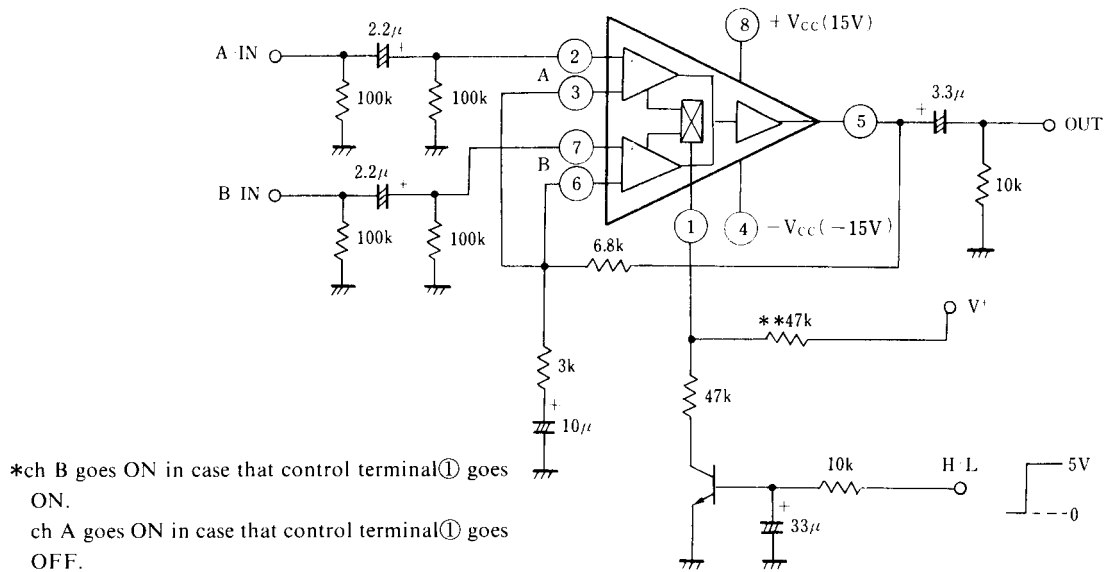 8 + VCC(15V)
2.2μ
+
A IN
2
A
3
100k
100k
3.3μ
+
5
OUT
7
B
6
2.2μ
+
B IN
10k
1
4 −VCC(−15V)
100k
100k
6.8k
V+
**47k
3k
47k
+
10μ
*ch B goes ON in case that control terminal① goes
ON.
ch A goes ON in case that control terminal① goes
OFF.
10k
H L
5V
0
+
33μ